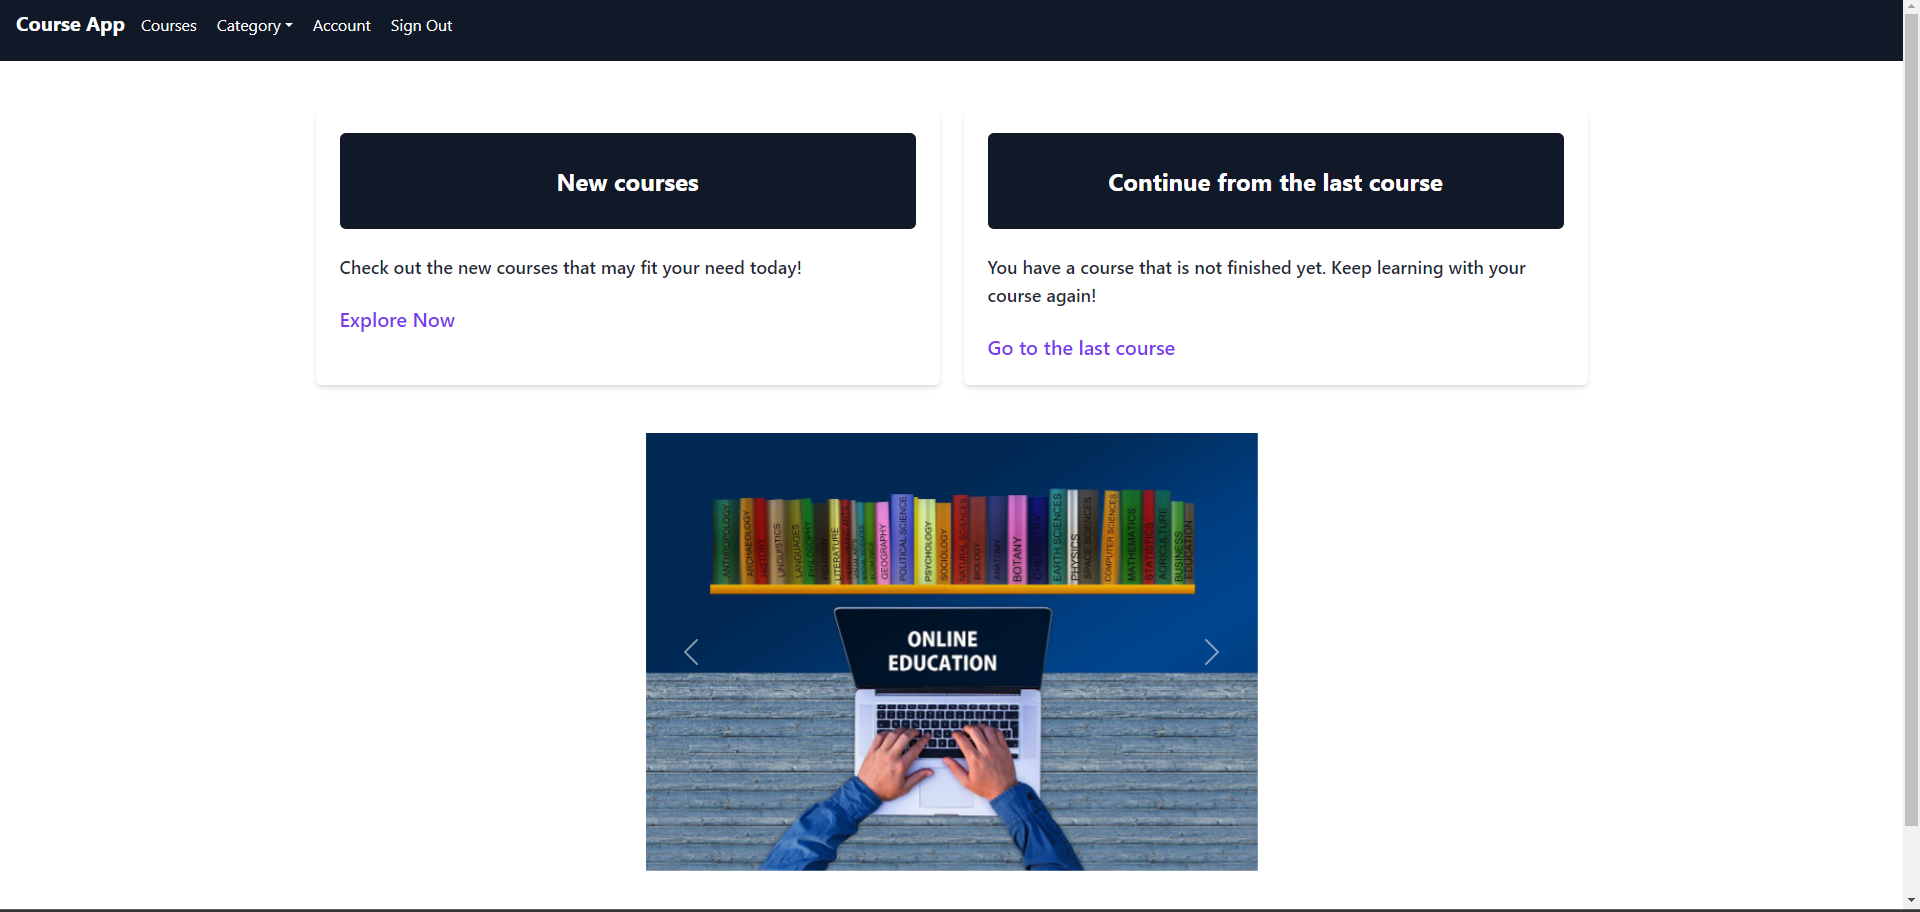 Course App Courses Category Account Sign Out
New courses
Check out the new courses that may fit your need today!
Explore Now
Continue from the last course
You have a course that is not finished yet. Keep learning with your
course again!
Go to the last course
ANTHROPOLOGY
ARCHAEOLOGY
HISTORY
LINGUISTICS
LANGUAGES
PHILOSOPHY
LITERATURE
GEOGRAPHY
POLITICAL SCIENCE
PSYCHOLOGY
SOCIOLOGY
NATURAL SCIENCES
BIOLOGY
ANATOMY
BOTANY
CHEMISTRY
EARTH SCIENCES
PHYSICS
SPACE SCIENCES
COMPUTER SCIENCES
MATHEMATICS
STATISTICS
AGRICULTURE
BUSINESS
EDUCATION
ONLINE
EDUCATION